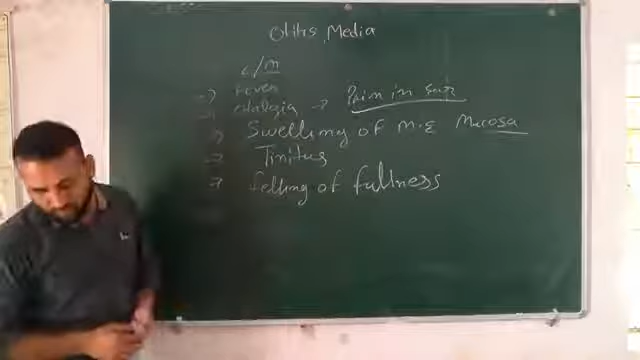 Otitis Media
c/m
→ Fever
→ otalgia → Pain in ear
→ Swelling of M.E Mucosa
→ Tinitus
→ felling of fullness